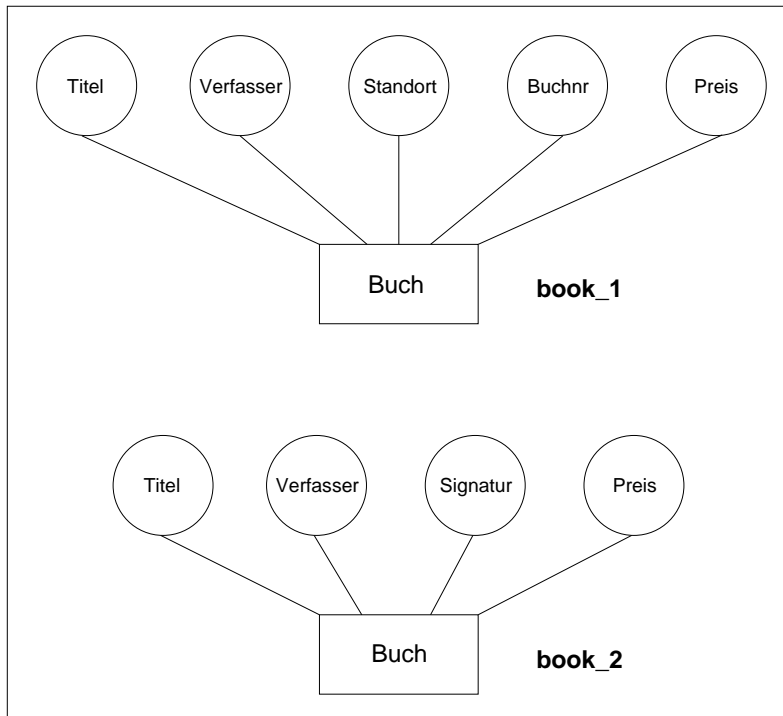 Titel
Verfasser
Standort
Buchnr
Preis
Buch
book_1
Titel
Verfasser
Signatur
Preis
Buch
book_2